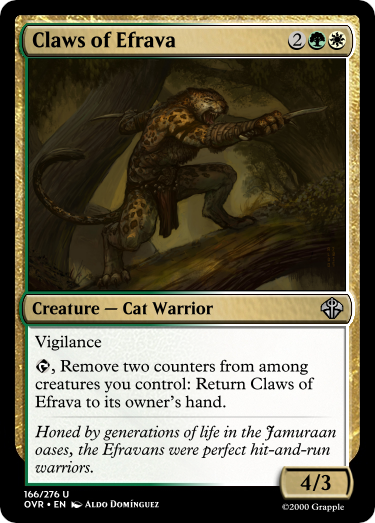 Claws of Efrava 2
Creature — Cat Warrior
Vigilance
, Remove two counters from among
creatures you control: Return Claws of
Efrava to its owner's hand.
Honed by generations of life in the Jamuraan
oases, the Efravans were perfect hit-and-run
warriors.
4/3
166/276 U
OVR • EN Aldo Domínguez
©2000 Grapple